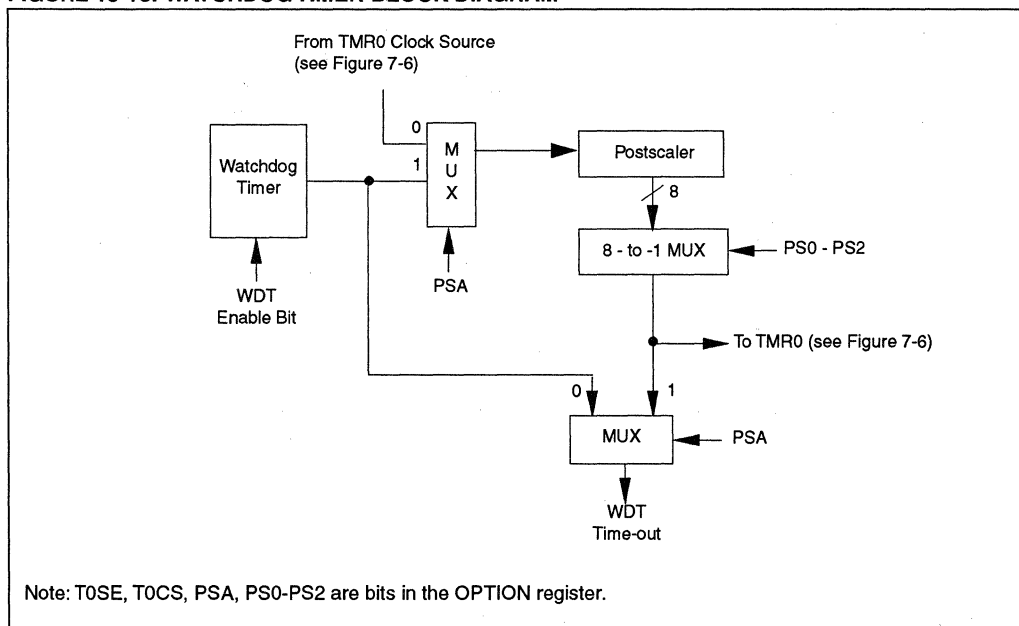 From TMR0 Clock Source
(see Figure 7-6)
0
1
M
U
X
Watchdog
Timer
Postscaler
8
8 - to -1 MUX
PS0 - PS2
PSA
WDT
Enable Bit
To TMR0 (see Figure 7-6)
0
1
MUX
PSA
WDT
Time-out
Note: T0SE, T0CS, PSA, PS0-PS2 are bits in the OPTION register.